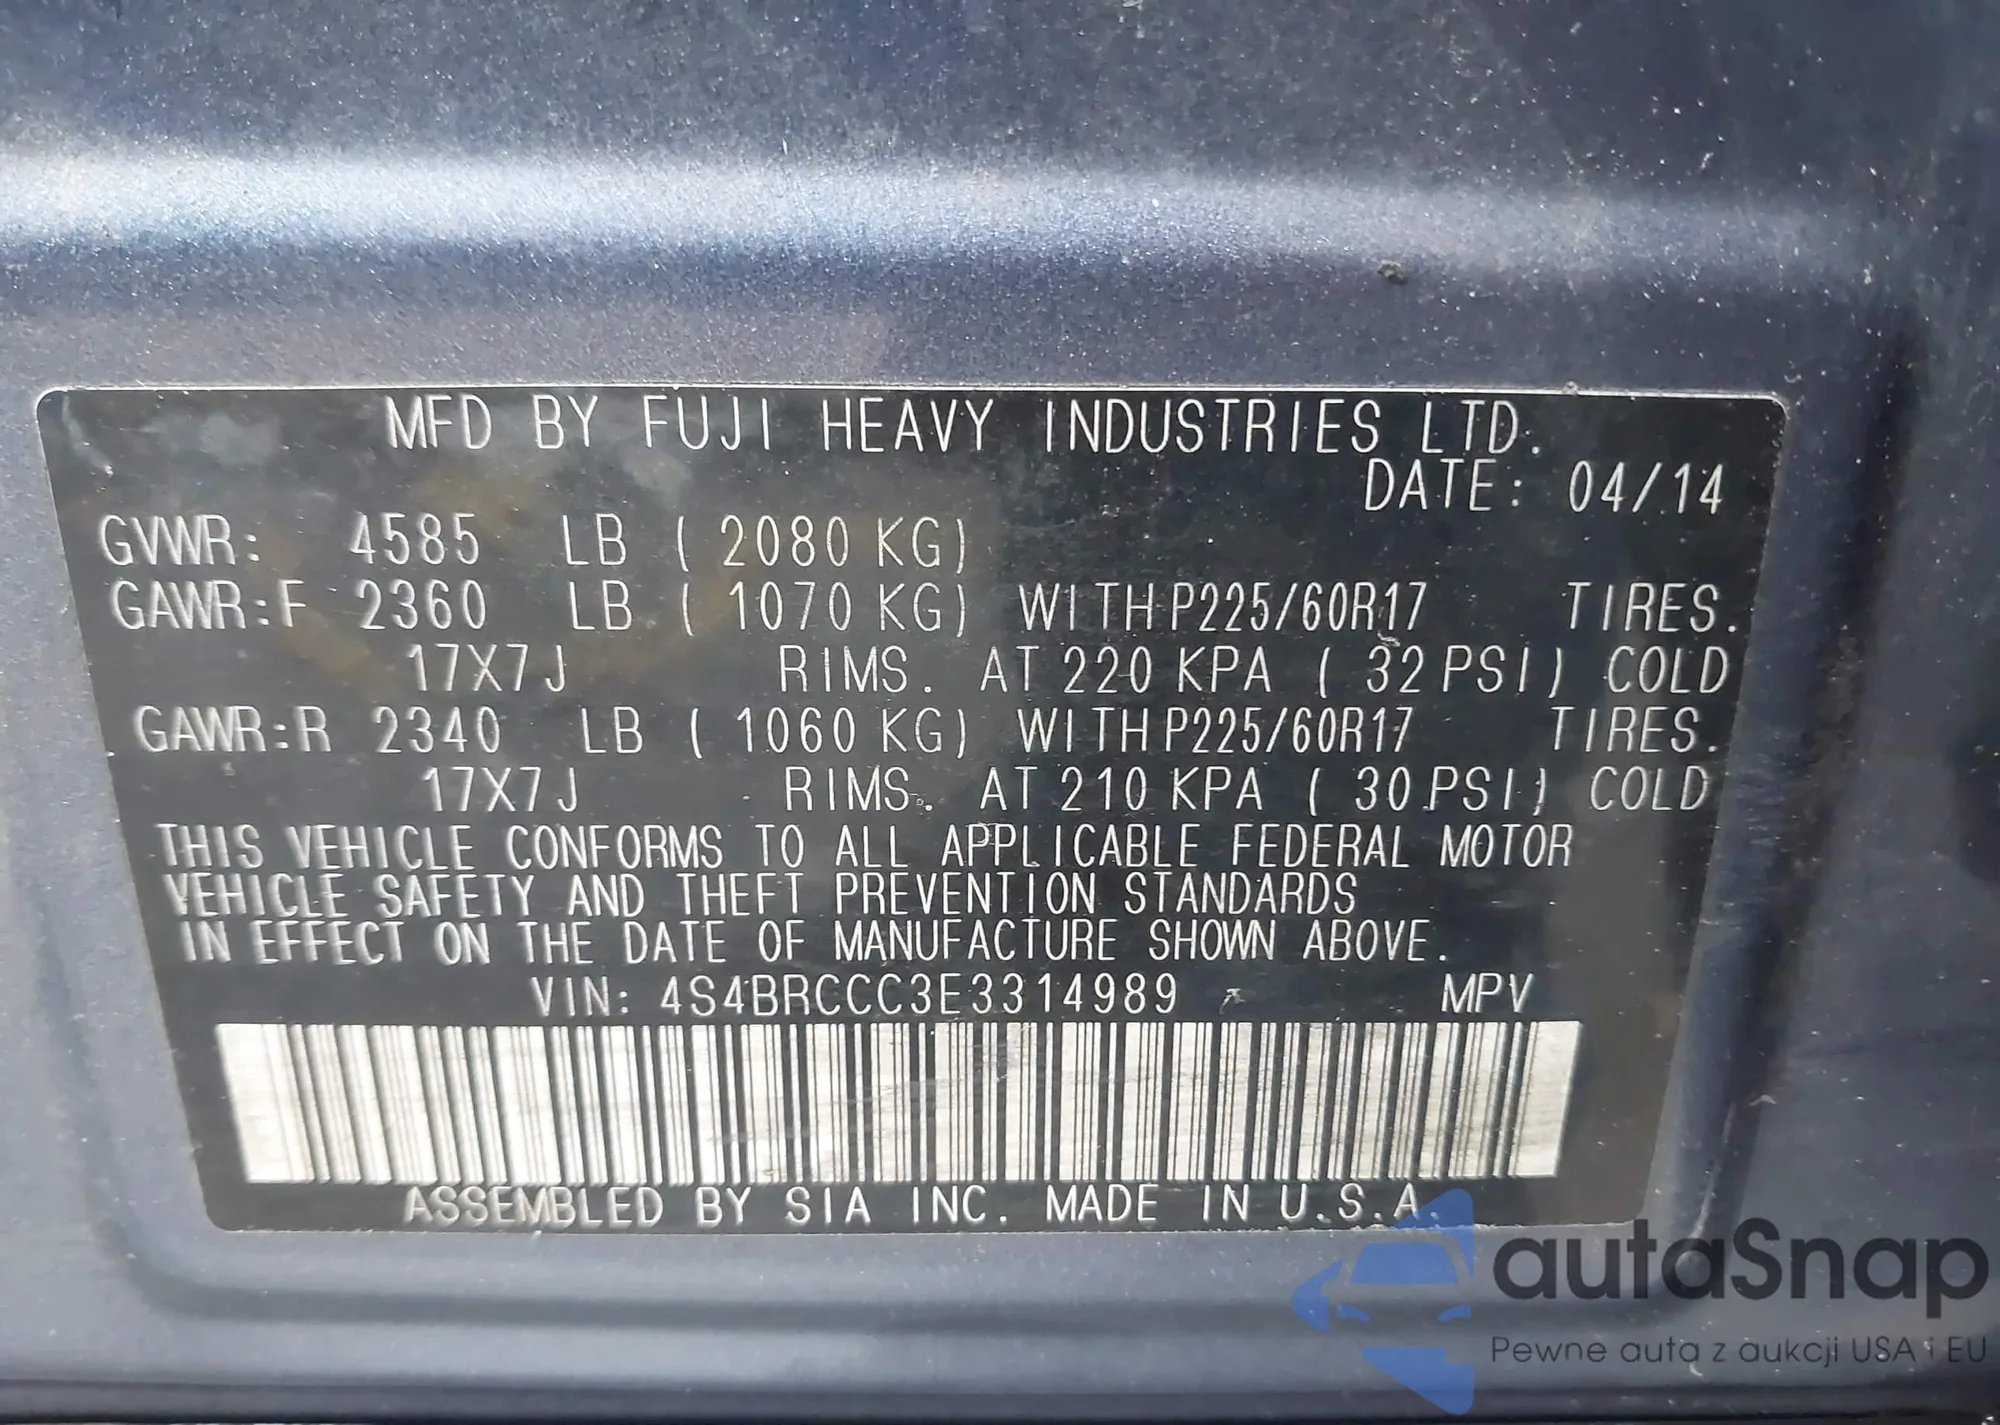 MFD BY FUJI HEAVY INDUSTRIES LTD.
DATE: 04/14
GVWR: 4585 LB ( 2080 KG)
GAWR:F 2360 LB ( 1070 KG) WITH P225/60R17 TIRES.
17X7J RIMS. AT 220 KPA ( 32 PSI) COLD
GAWR:R 2340 LB ( 1060 KG) WITH P225/60R17 TIRES.
17X7J RIMS. AT 210 KPA ( 30 PSI) COLD
THIS VEHICLE CONFORMS TO ALL APPLICABLE FEDERAL MOTOR
VEHICLE SAFETY AND THEFT PREVENTION STANDARDS
IN EFFECT ON THE DATE OF MANUFACTURE SHOWN ABOVE.
VIN: 4S4BRCCC3E3314989 MPV
ASSEMBLED BY SIA INC. MADE IN U.S.A.
autaSnap
Pewne auta z aukcji USA i EU